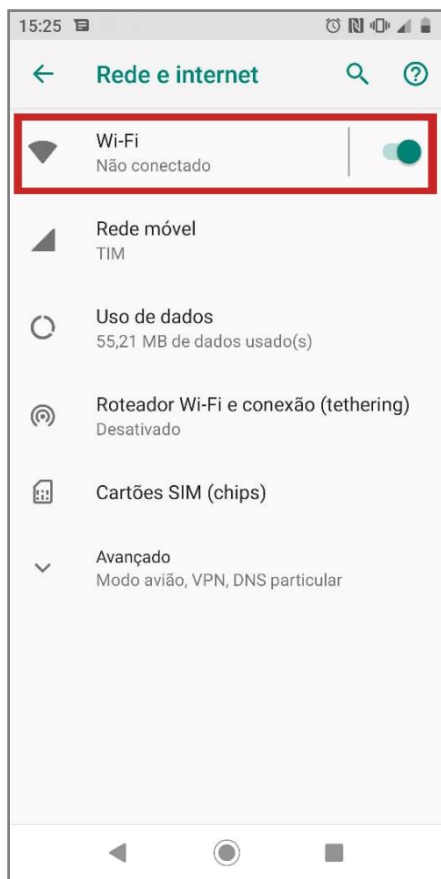 15:25
Rede e internet
Wi-Fi
Não conectado
Rede móvel
TIM
Uso de dados
55,21 MB de dados usado(s)
Roteador Wi-Fi e conexão (tethering)
Desativado
Cartões SIM (chips)
Avançado
Modo avião, VPN, DNS particular